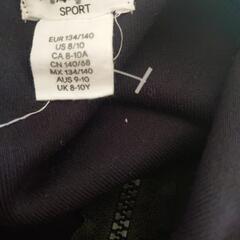 SPORT
EUR 134/140
US 8/10
CA 8-10A
CN 140/68
MX 134/140
AUS 9-10
UK 8-10Y